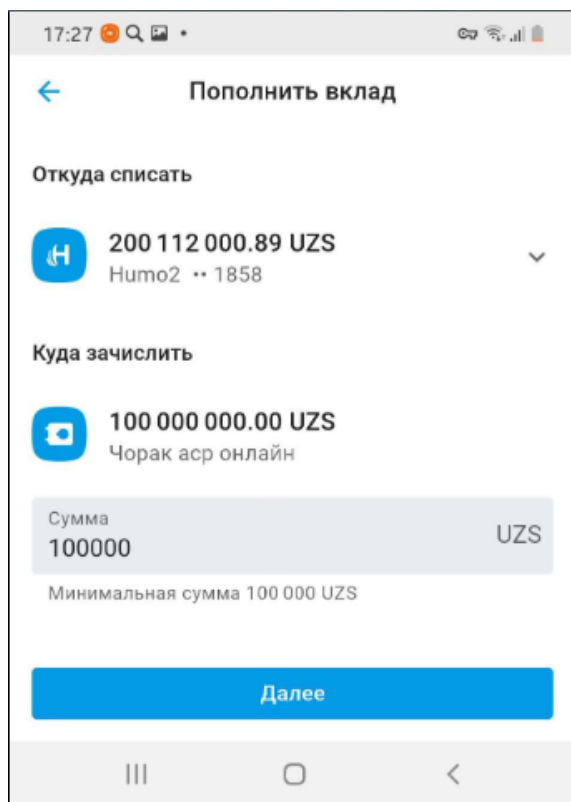 17:27
Пополнить вклад
Откуда списать
200 112 000.89 UZS
Humo2 •• 1858
Куда зачислить
100 000 000.00 UZS
Чорак аср онлайн
Сумма
100000
UZS
Минимальная сумма 100 000 UZS
Далее